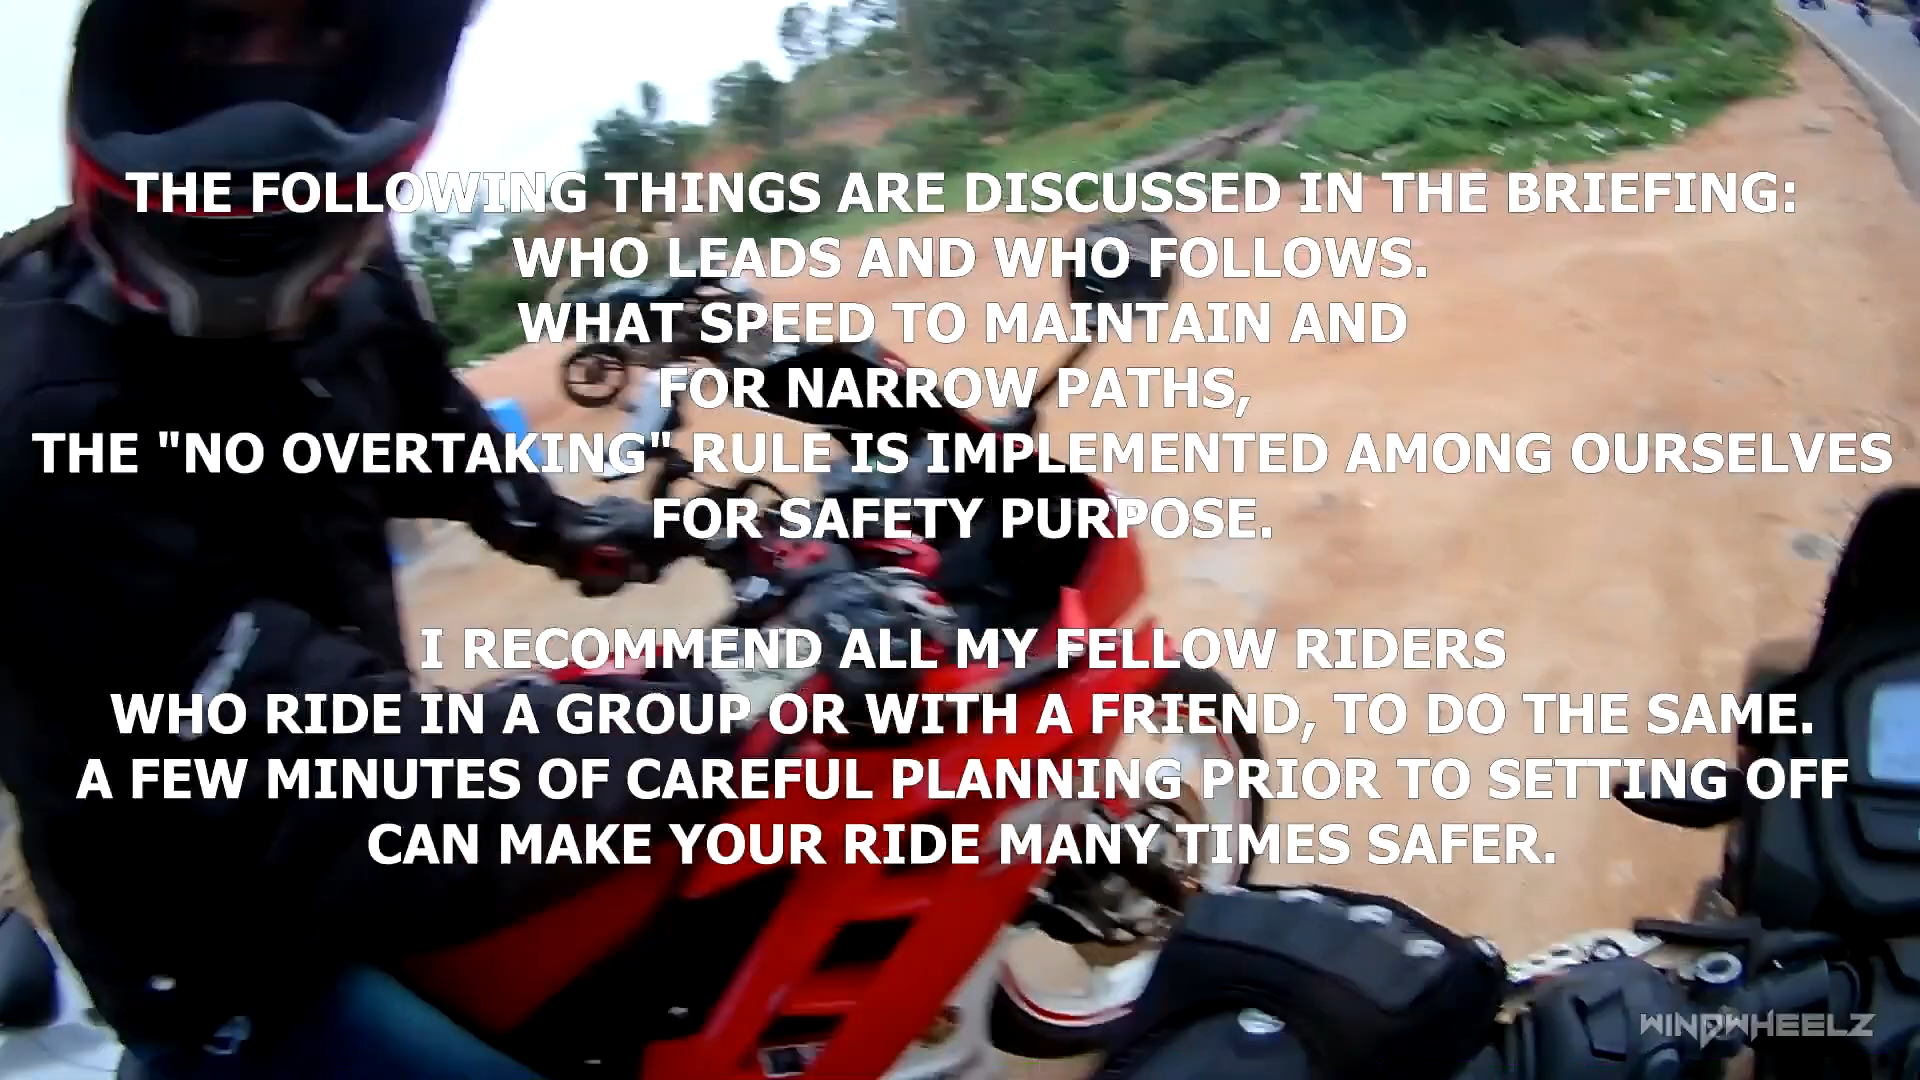 THE FOLLOWING THINGS ARE DISCUSSED IN THE BRIEFING:
WHO LEADS AND WHO FOLLOWS.
WHAT SPEED TO MAINTAIN AND
FOR NARROW PATHS,
THE "NO OVERTAKING" RULE IS IMPLEMENTED AMONG OURSELVES
FOR SAFETY PURPOSE.
I RECOMMEND ALL MY FELLOW RIDERS
WHO RIDE IN A GROUP OR WITH A FRIEND, TO DO THE SAME.
A FEW MINUTES OF CAREFUL PLANNING PRIOR TO SETTING OFF
CAN MAKE YOUR RIDE MANY TIMES SAFER.
WINDWHEELZ